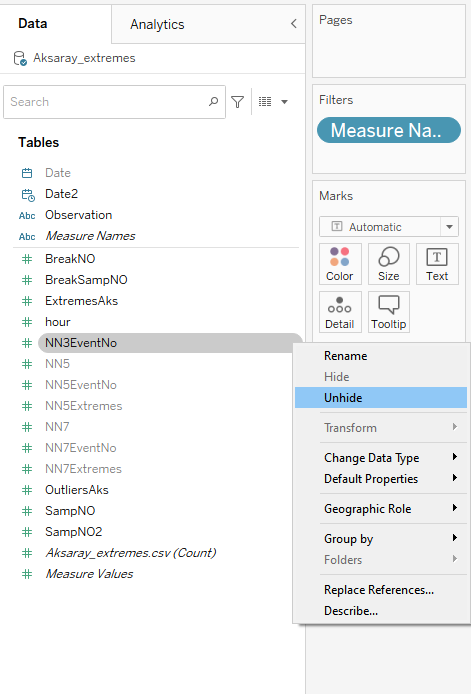 Data
Analytics
Aksaray_extremes
Search
Tables
Date
Date2
Abc Observation
Abc Measure Names
BreakNO
BreakSampNO
ExtremesAks
hour
NN3EventNo
NN5
NN5EventNo
NN5Extremes
NN7
NN7EventNo
NN7Extremes
OutliersAks
SampNO
SampNO2
Aksaray_extremes.csv (Count)
Measure Values
Pages
Filters
Measure Na..
Marks
T Automatic
Color
Size
T
Text
Detail
Tooltip
Rename
Hide
Unhide
Transform
Change Data Type
Default Properties
Geographic Role
Group by
Folders
Replace References...
Describe...